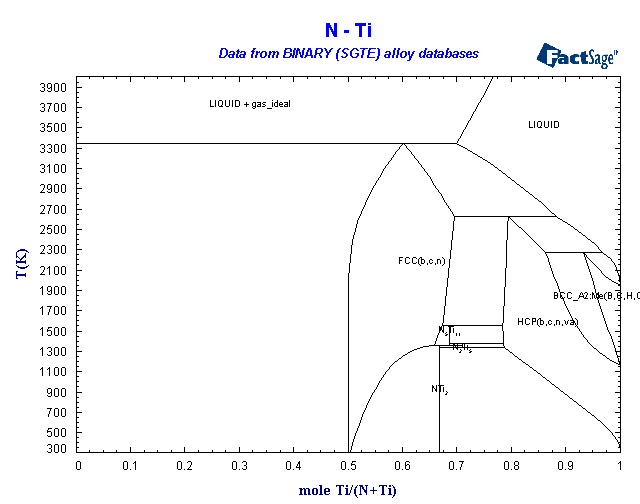 N - Ti
Data from BINARY (SGTE) alloy databases
FactSage
T(K)
3900
3700
3500
3300
3100
2900
2700
2500
2300
2100
1900
1700
1500
1300
1100
900
700
500
300
LIQUID + gas_ideal
LIQUID
FCC(b,c,n)
BCC_A2:Me(B,C,H,O
HCP(b,c,n,va)
NTi₂
0 0.1 0.2 0.3 0.4 0.5 0.6 0.7 0.8 0.9 1
mole Ti/(N+Ti)